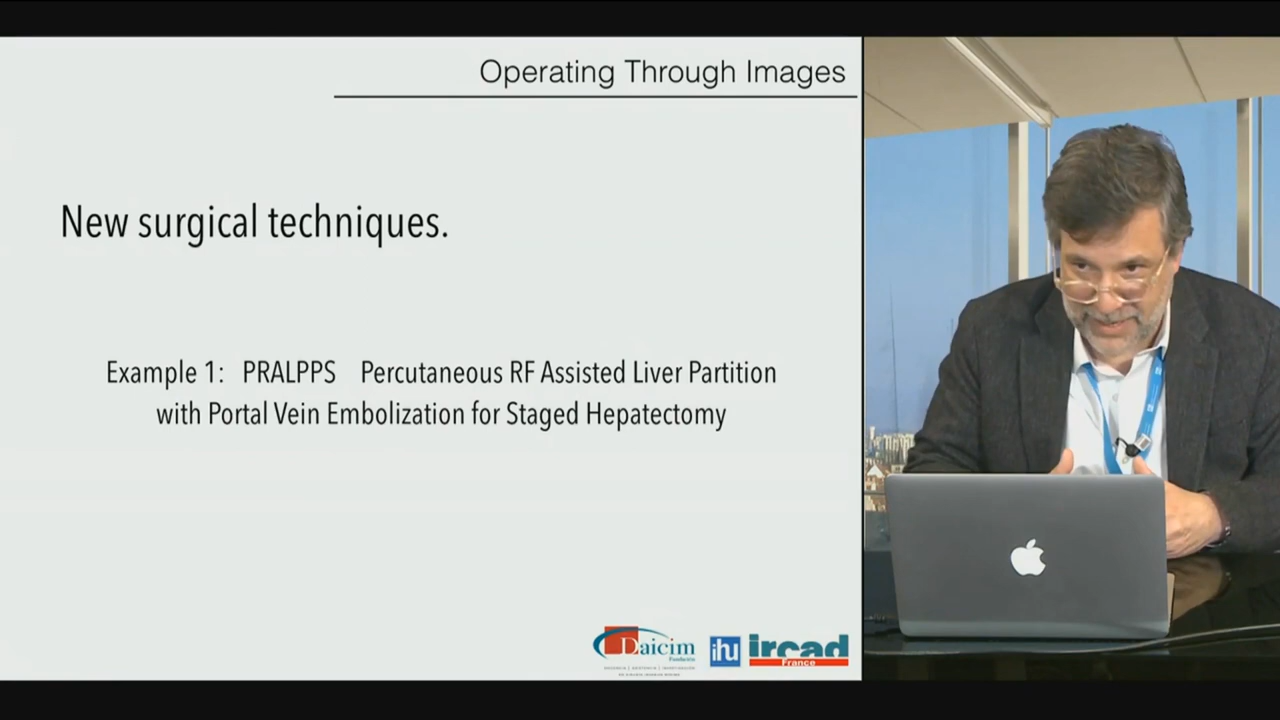 Operating Through Images
New surgical techniques.
Example 1: PRALPPS Percutaneous RF Assisted Liver Partition
with Portal Vein Embolization for Staged Hepatectomy
Daicim
Fundación
ihu
ircad
France